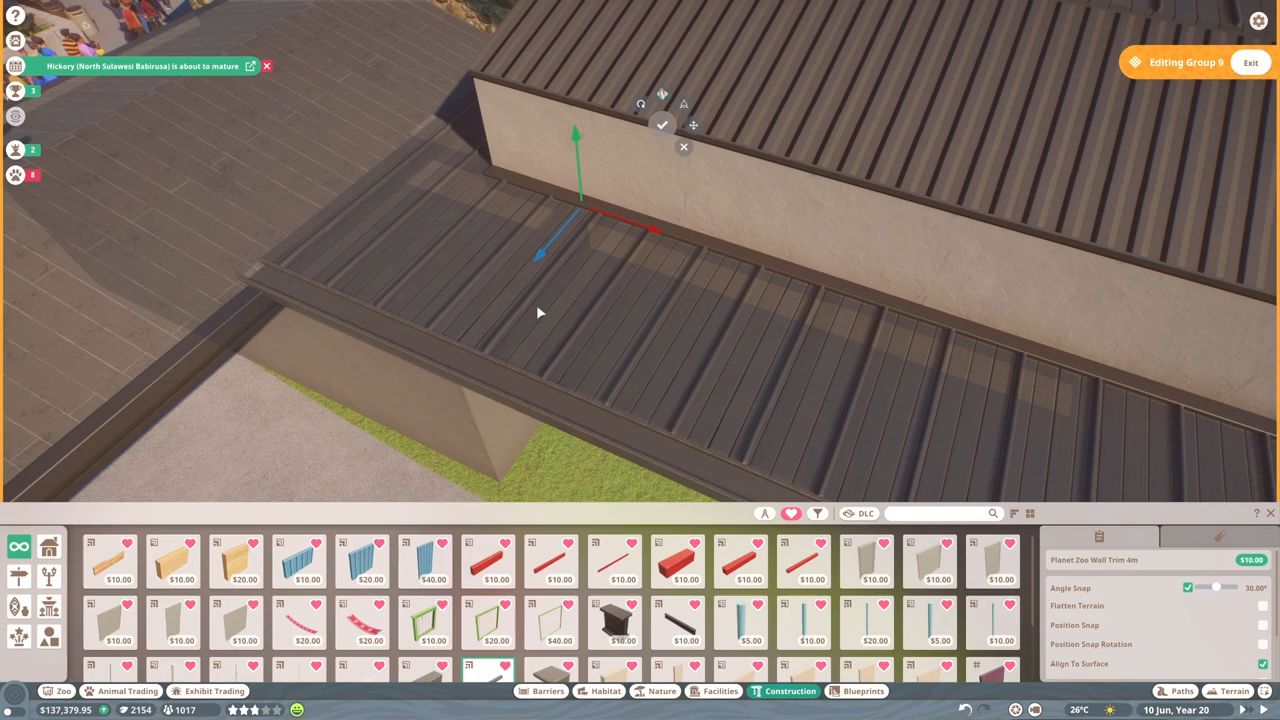 ?
Hickory (North Sulawesi Babirusa) is about to mature
3
2
8
Editing Group 9
Exit
DLC
?
$10.00 $10.00 $20.00 $10.00 $20.00 $40.00 $10.00 $10.00 $10.00 $10.00 $10.00 $10.00 $10.00 $10.00 $10.00
$10.00 $10.00 $10.00 $20.00 $20.00 $10.00 $20.00 $40.00 $10.00 $10.00 $5.00 $10.00 $20.00 $5.00 $10.00
Planet Zoo Wall Trim 4m $10.00
Angle Snap 30.00°
Flatten Terrain
Position Snap
Position Snap Rotation
Align To Surface
Zoo
Animal Trading
Exhibit Trading
Barriers
Habitat
Nature
Facilities
Construction
Blueprints
Paths
Terrain
$137,379.95
2154
1017
26°C
10 Jun, Year 20